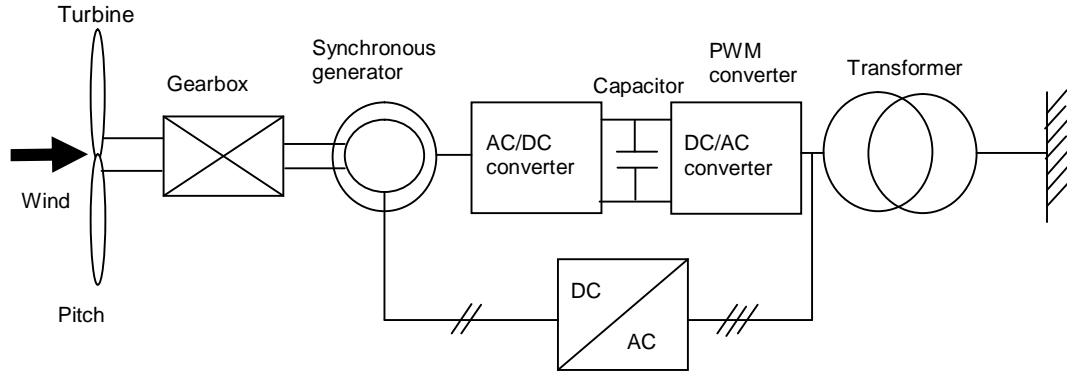 Turbine
Wind
Pitch
Gearbox
Synchronous
generator
AC/DC
converter
Capacitor
PWM
converter
DC/AC
converter
Transformer
DC
AC